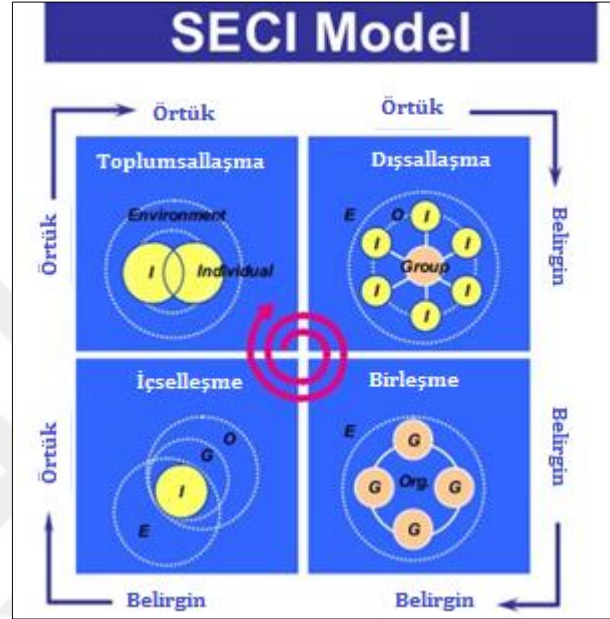 SECI Model
Örtük
Örtük
Toplumsallaşma
Dışsallaşma
Örtük
Belirgin
Environment
I
Individual
E
O
I
I
I
Group
I
I
I
İçselleşme
Birleşme
Örtük
Belirgin
O
G
I
E
E
G
G
Org.
G
G
Belirgin
Belirgin